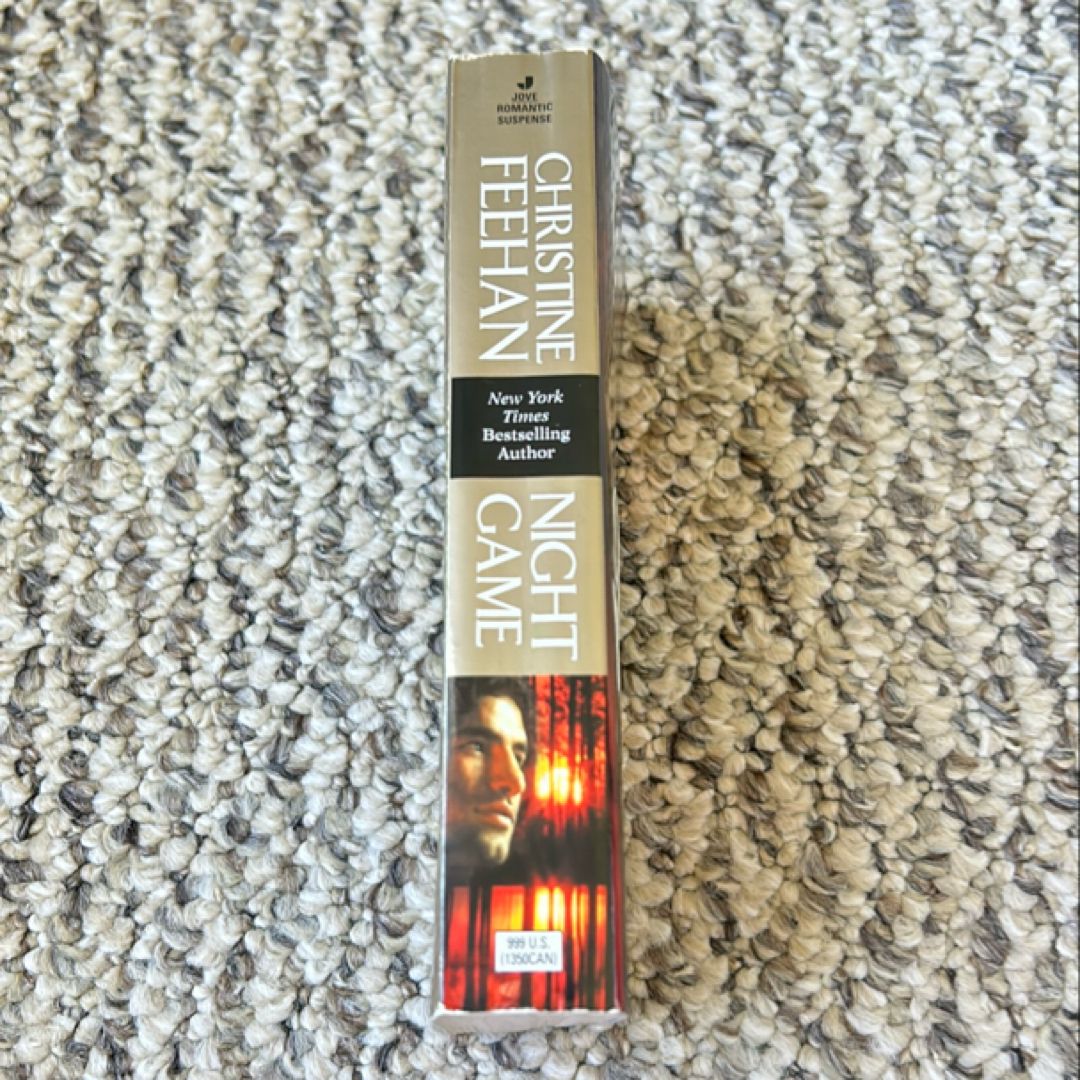 J
JOVE
ROMANTIC
SUSPENSE
CHRISTINE
FEEHAN
New York
Times
Bestselling
Author
NIGHT
GAME
999 U.S.
(1350CAN)